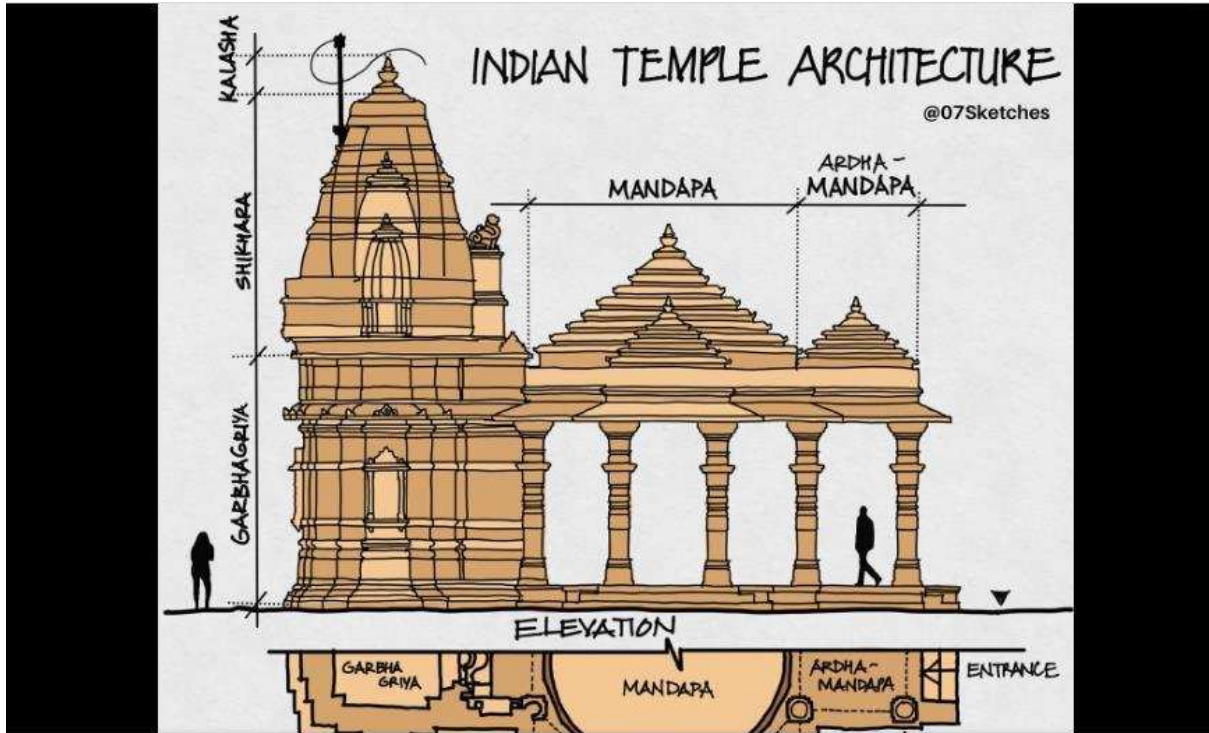 INDIAN TEMPLE ARCHITECTURE
@07Sketches
KALASHA
SHIKHARA
GARBHAGRIYA
MANDAPA
ARDHA-
MANDAPA
ELEVATION
GARBHA
GRIYA
MANDAPA
ARDHA-
MANDAPA
ENTRANCE